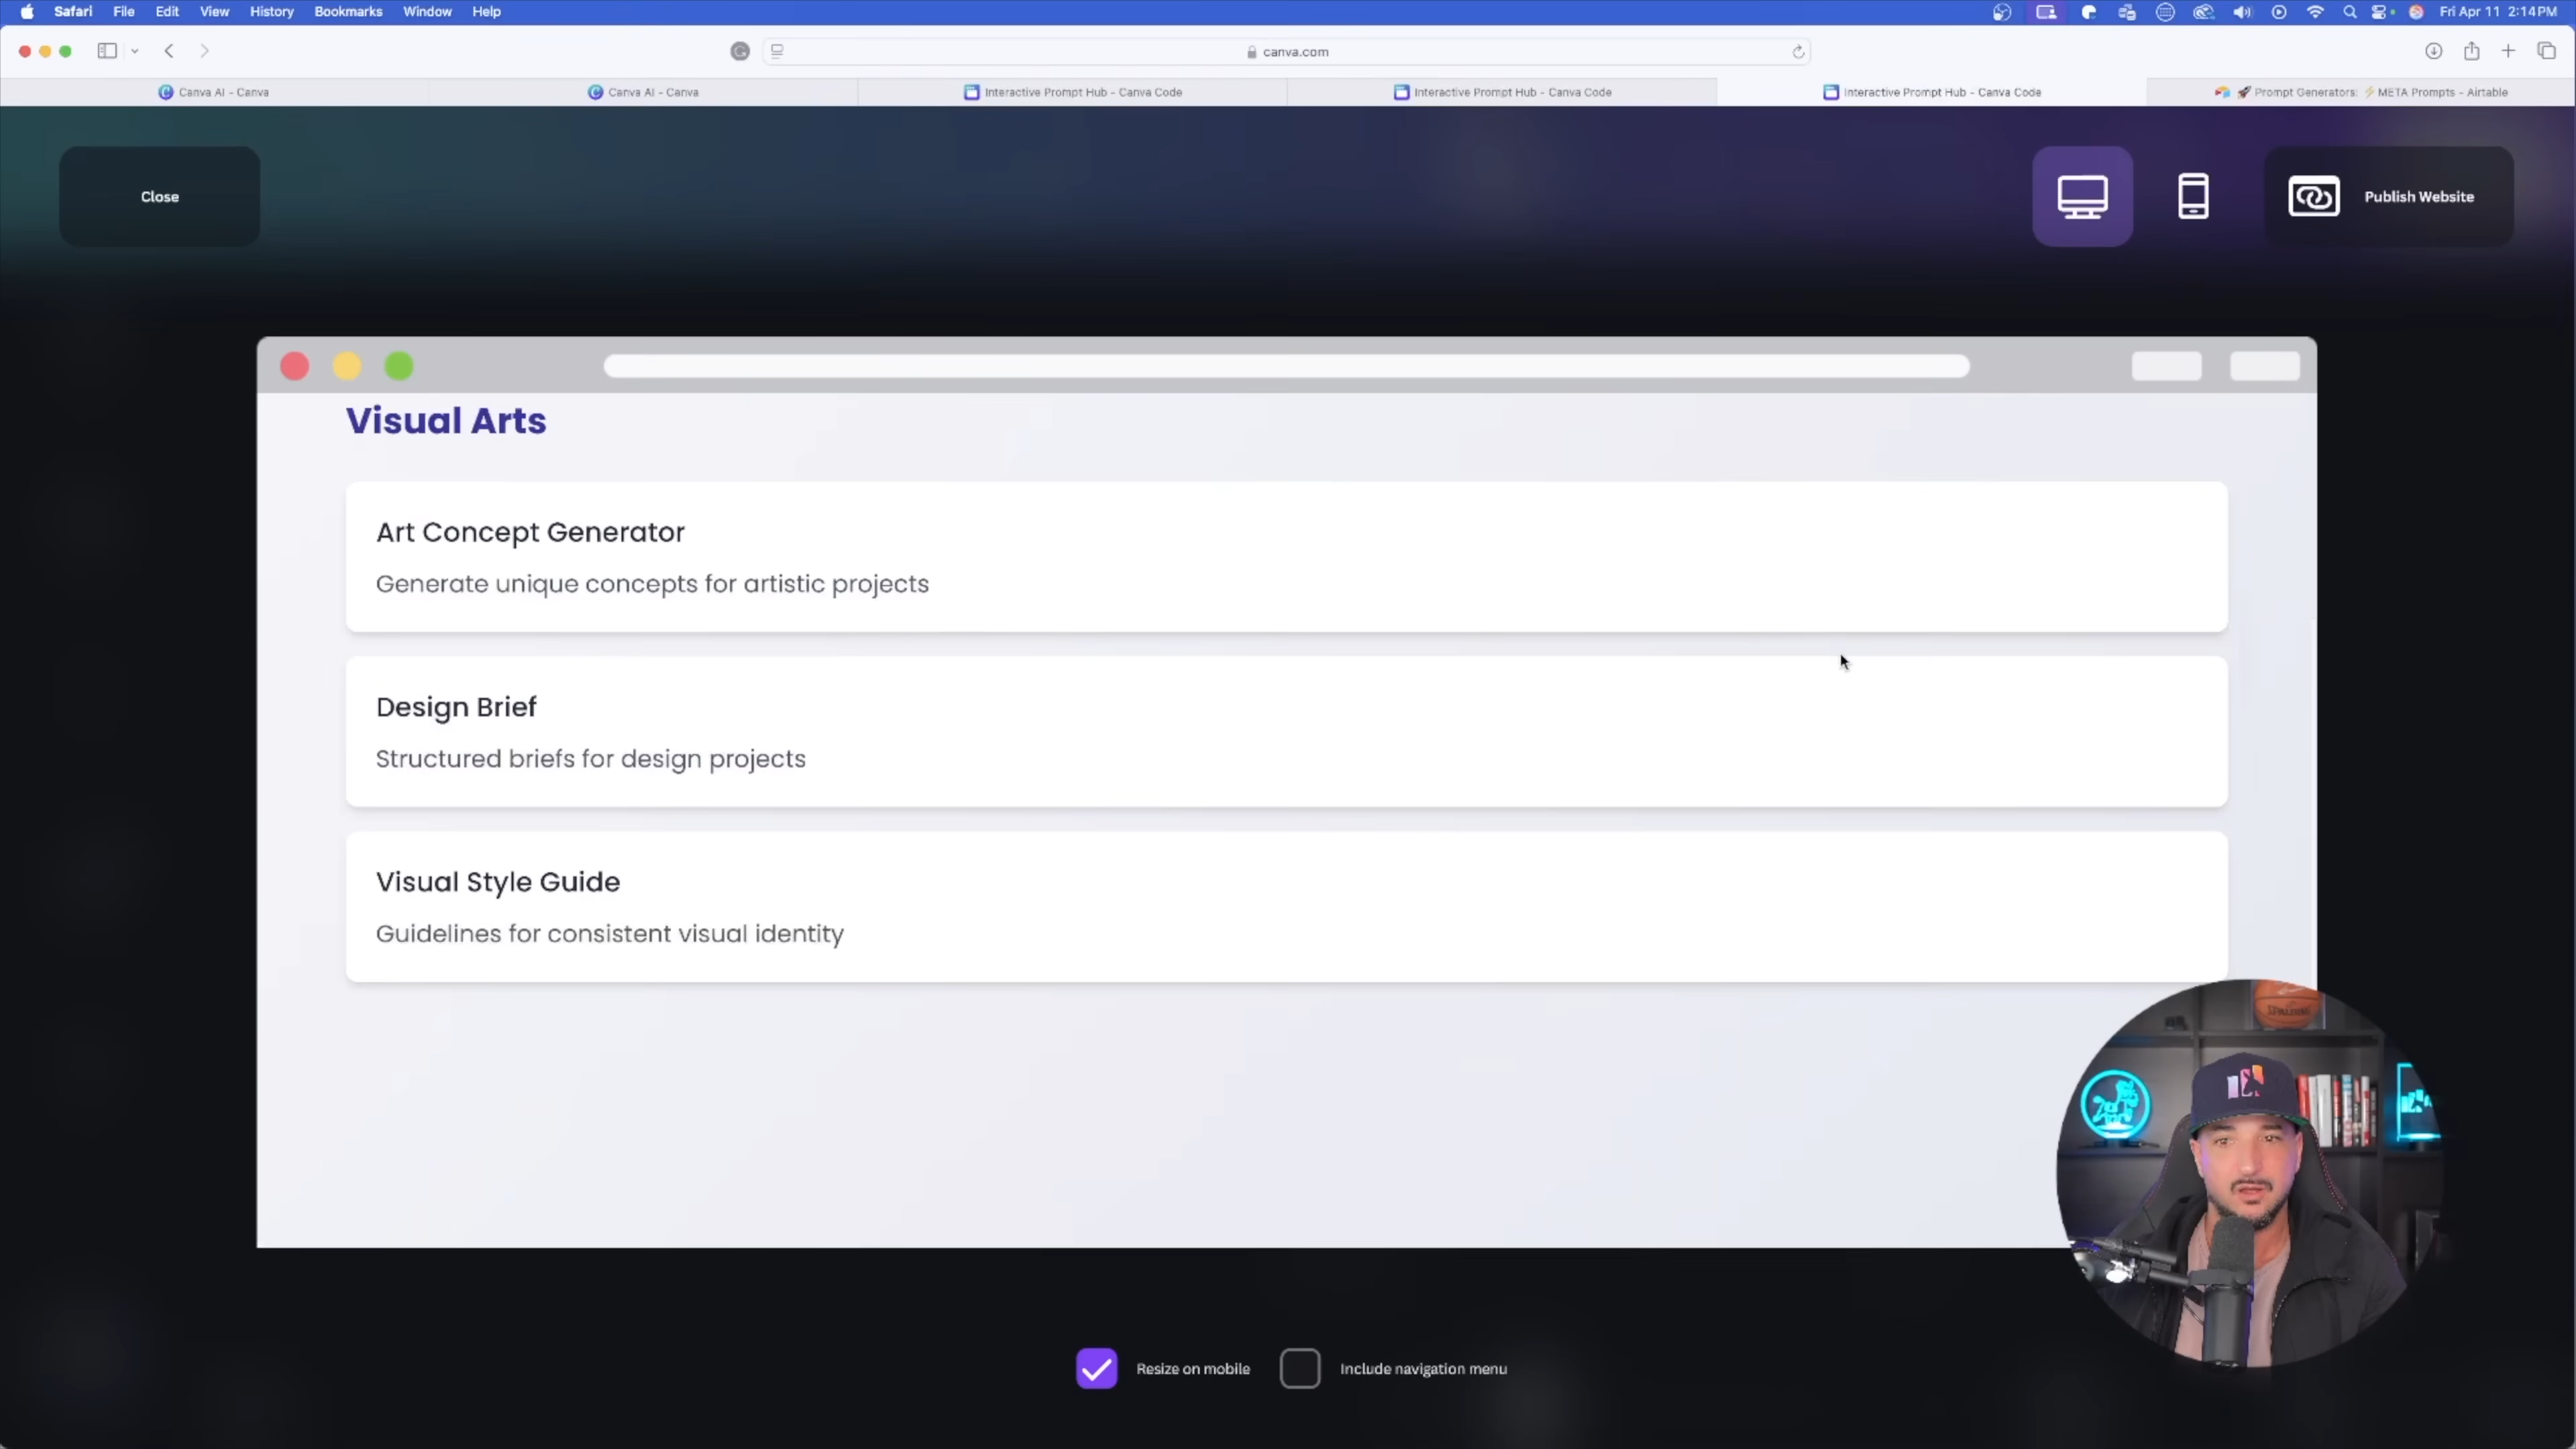 Safari File Edit View History Bookmarks Window Help Fri Apr 11 2:14 PM
canva.com
Canva AI - Canva
Canva AI - Canva
Interactive Prompt Hub - Canva Code
Interactive Prompt Hub - Canva Code
Interactive Prompt Hub - Canva Code
🚀 Prompt Generators: ⚡META Prompts - Airtable
Close
Publish Website
Visual Arts
Art Concept Generator
Generate unique concepts for artistic projects
Design Brief
Structured briefs for design projects
Visual Style Guide
Guidelines for consistent visual identity
SPALDING
Resize on mobile
Include navigation menu